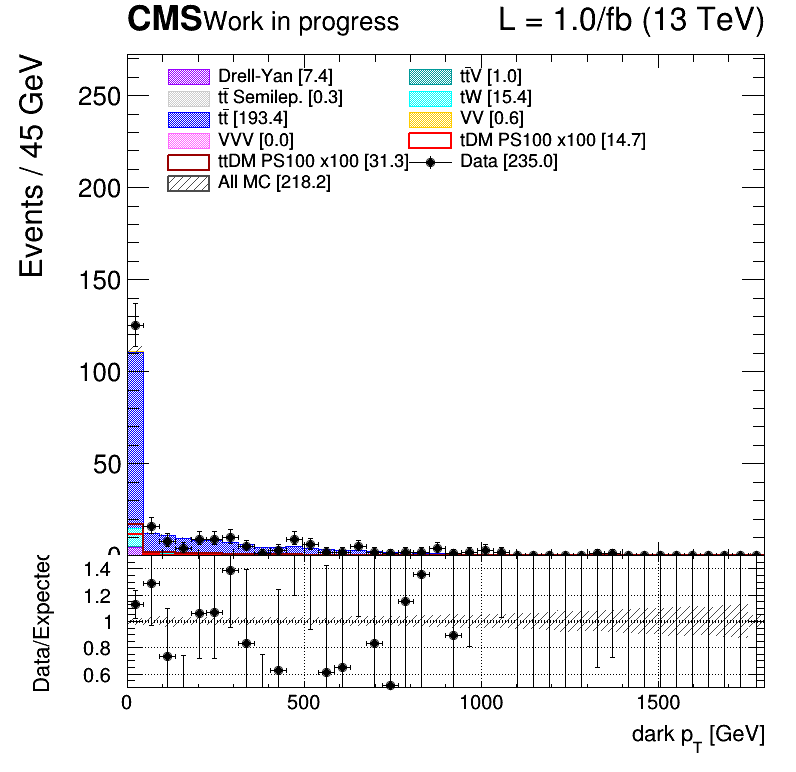 CMS Work in progress L = 1.0/fb (13 TeV)
Events / 45 GeV
250
200
150
100
50
0
Drell-Yan [7.4]
tt̄ Semilep. [0.3]
tt̄ [193.4]
VVV [0.0]
ttDM PS100 x100 [31.3]
All MC [218.2]
tt̄V [1.0]
tW [15.4]
VV [0.6]
tDM PS100 x100 [14.7]
Data [235.0]
Data/Expected
1.4
1.2
1
0.8
0.6
0 500 1000 1500
dark p_T [GeV]